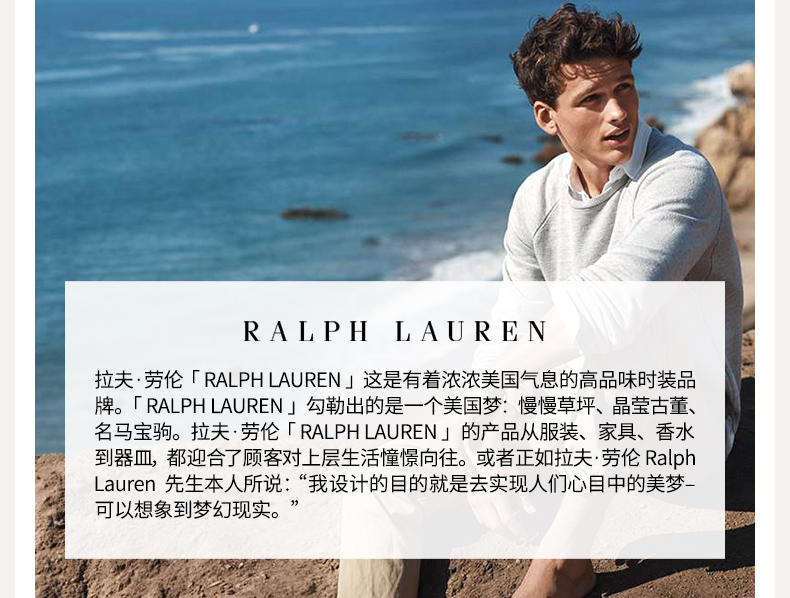 RALPH LAUREN
拉夫·劳伦「RALPH LAUREN」这是有着浓浓美国气息的高品味时装品
牌。「RALPH LAUREN」勾勒出的是一个美国梦：慢慢草坪、晶莹古董、
名马宝驹。拉夫·劳伦「RALPH LAUREN」的产品从服装、家具、香水
到器皿，都迎合了顾客对上层生活憧憬向往。或者正如拉夫·劳伦 Ralph
Lauren 先生本人所说：“我设计的目的就是去实现人们心目中的美梦–
可以想象到梦幻现实。”